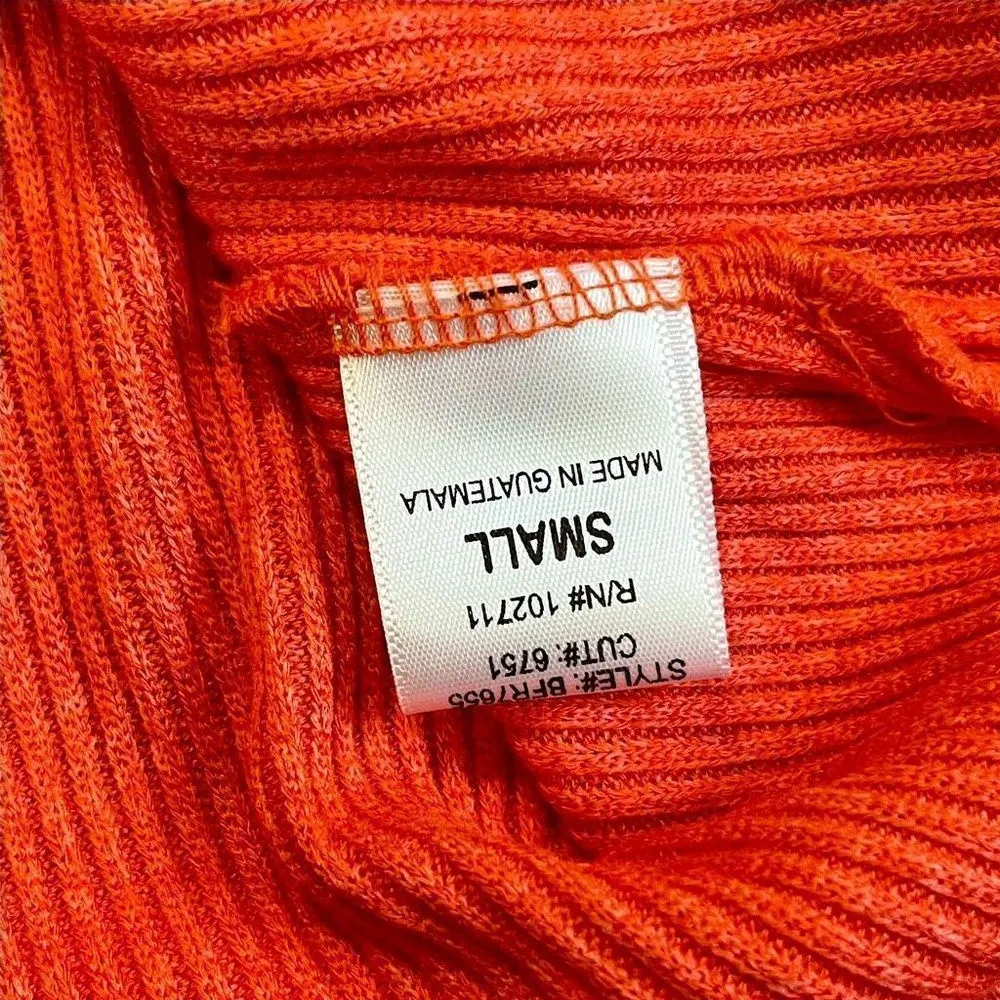 STYLE#: BFR7655
CUT#: 6751
R/N# 102711
SMALL
MADE IN GUATEMALA